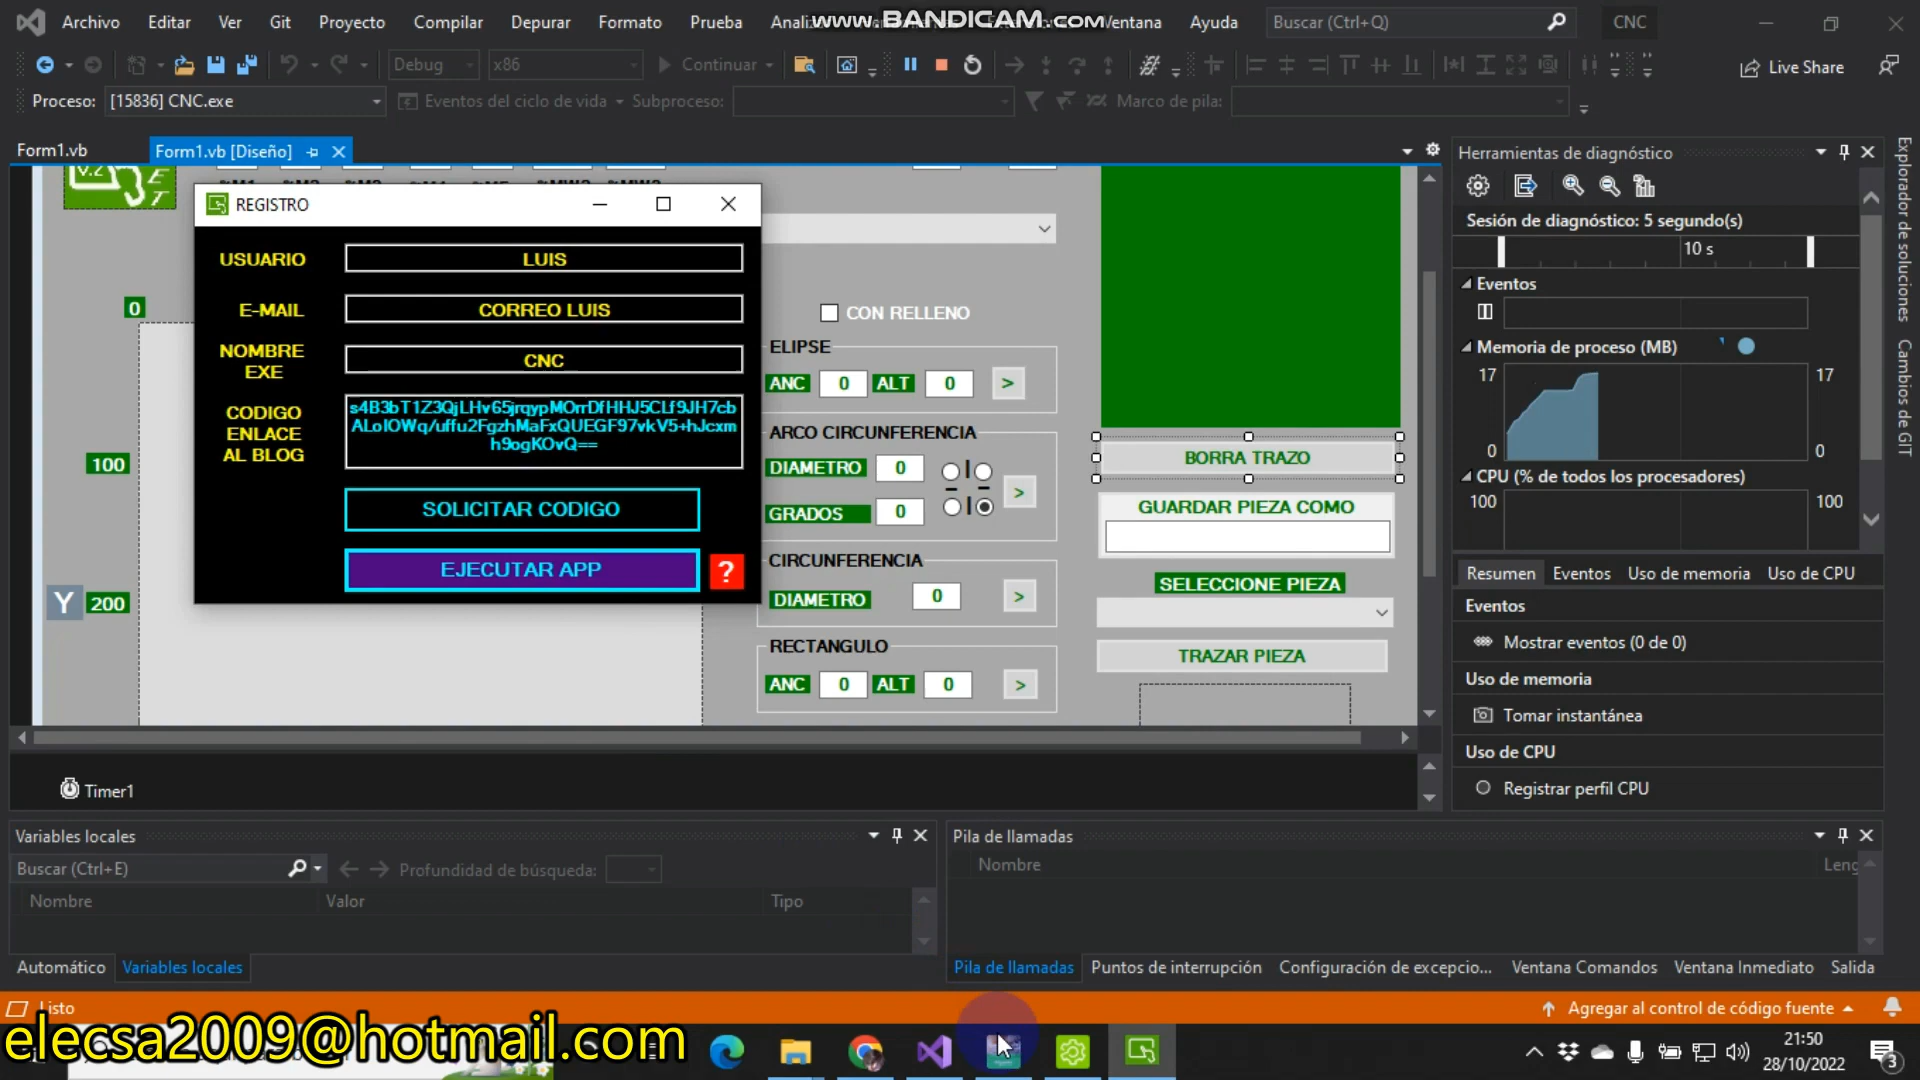 Archivo Editar Ver Git Proyecto Compilar Depurar Formato Prueba www.BANDICAM.com Ventana Ayuda Buscar (Ctrl+Q) CNC
Debug x86 Continuar Live Share
Proceso: [15836] CNC.exe Eventos del ciclo de vida Subproceso: Marco de pila:
Form1.vb Form1.vb [Diseño]
V.2 E T
REGISTRO
USUARIO LUIS
E-MAIL CORREO LUIS
NOMBRE EXE CNC
CODIGO ENLACE AL BLOG
s4B3bT1Z3QjLHv65jrqypMOrrDfHHJ5CLf9JH7cb
ALoIOWq/uffu2FgzhMaFxQUEGF97vkV5+hJcxm
h9ogKOvQ==
SOLICITAR CODIGO
EJECUTAR APP ?
0
100
Y 200
CON RELLENO
ELIPSE
ANC 0 ALT 0 >
ARCO CIRCUNFERENCIA
DIAMETRO 0
GRADOS 0 >
CIRCUNFERENCIA
DIAMETRO 0 >
RECTANGULO
ANC 0 ALT 0 >
BORRA TRAZO
GUARDAR PIEZA COMO
SELECCIONE PIEZA
TRAZAR PIEZA
Timer1
Herramientas de diagnóstico
Sesión de diagnóstico: 5 segundo(s)
10 s
Eventos
Memoria de proceso (MB)
17 17
0 0
CPU (% de todos los procesadores)
100 100
Resumen Eventos Uso de memoria Uso de CPU
Eventos
Mostrar eventos (0 de 0)
Uso de memoria
Tomar instantánea
Uso de CPU
Registrar perfil CPU
Explorador de soluciones
Cambios de GIT
Variables locales
Buscar (Ctrl+E) Profundidad de búsqueda:
Nombre Valor Tipo
Automático Variables locales
Pila de llamadas
Nombre Leng
Pila de llamadas Puntos de interrupción Configuración de excepcio... Ventana Comandos Ventana Inmediato Salida
Listo Agregar al control de código fuente
elecsa2009@hotmail.com
21:50
28/10/2022
3